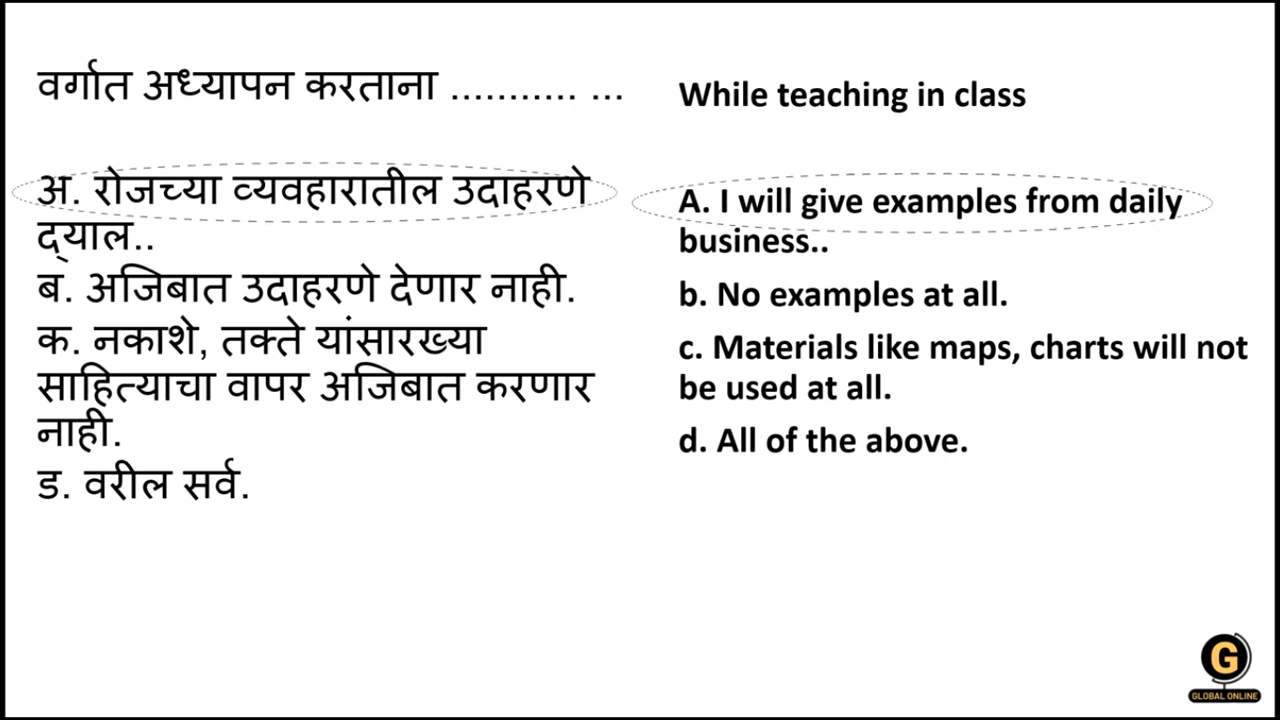 वर्गात अध्यापन करताना ........... ...
अ. रोजच्या व्यवहारातील उदाहरणे
द्‌याल..
ब. अजिबात उदाहरणे देणार नाही.
क. नकाशे, तक्ते यांसारख्या
साहित्याचा वापर अजिबात करणार
नाही.
ड. वरील सर्व.
While teaching in class
A. I will give examples from daily
business..
b. No examples at all.
c. Materials like maps, charts will not
be used at all.
d. All of the above.
G
GLOBAL ONLINE